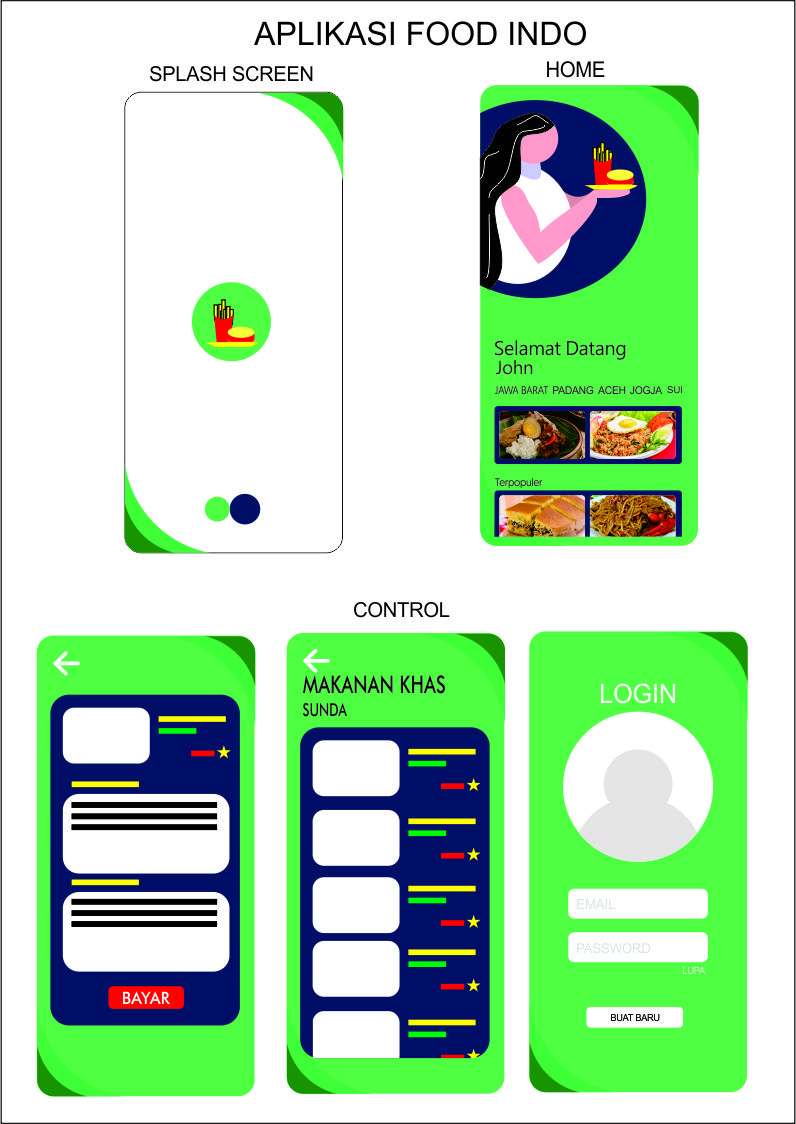 APLIKASI FOOD INDO
SPLASH SCREEN
HOME
Selamat Datang
John
JAWA BARAT PADANG ACEH JOGJA SUI
Terpopuler
CONTROL
BAYAR
MAKANAN KHAS
SUNDA
LOGIN
EMAIL
PASSWORD
LUPA
BUAT BARU